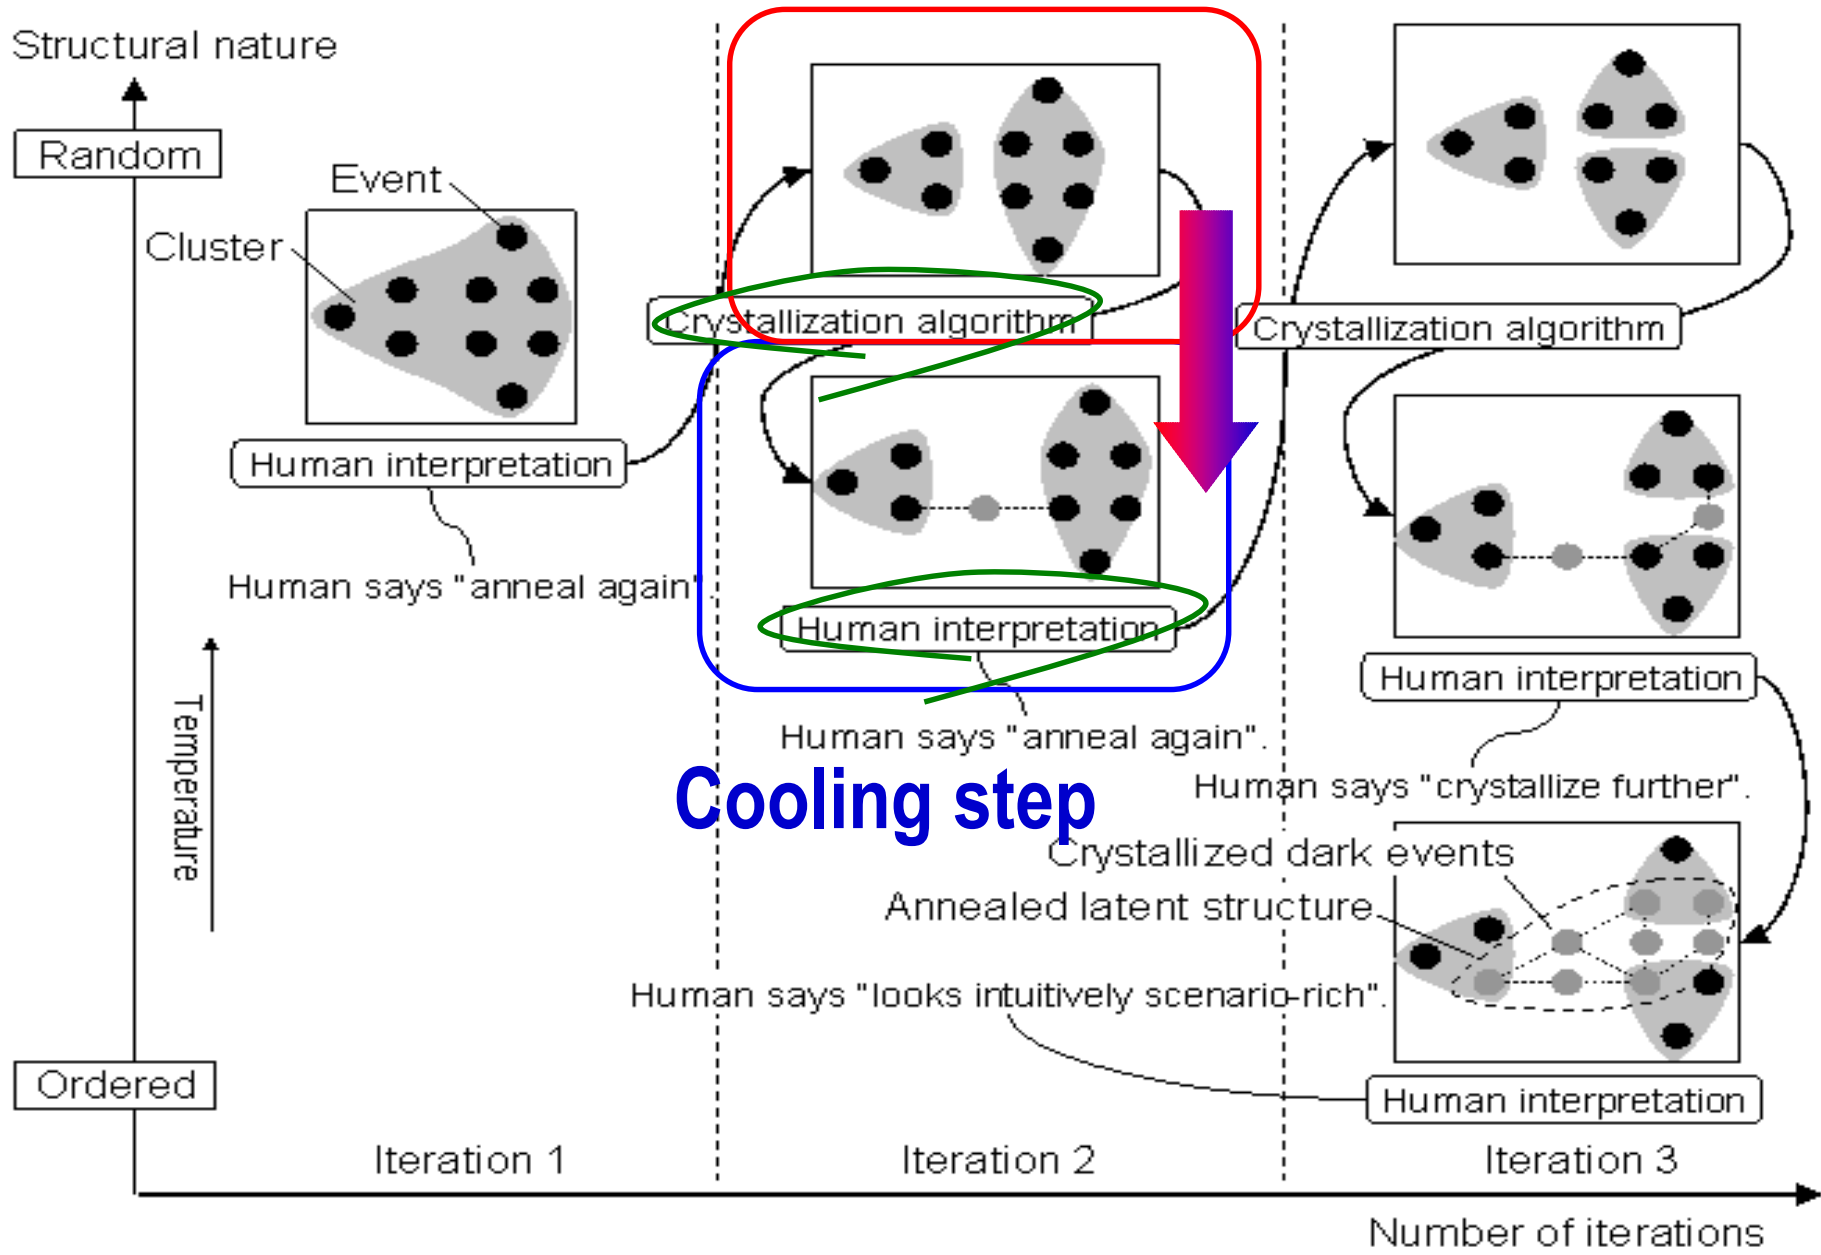 Structural nature
Random
Event
Cluster
Crystallization algorithm
Crystallization algorithm
Human interpretation
Human says "anneal again".
Human interpretation
Human interpretation
Temperature
Human says "anneal again".
Cooling step
Human says "crystallize further".
Crystallized dark events
Annealed latent structure
Human says "looks intuitively scenario-rich".
Ordered
Human interpretation
Iteration 1
Iteration 2
Iteration 3
Number of iterations